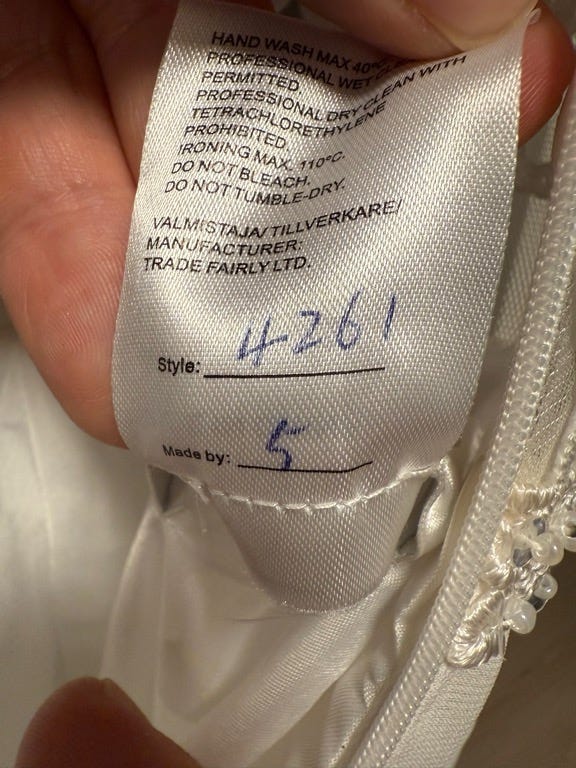 HAND WASH MAX 40°C.
PROFESSIONAL WET CLEAN
PERMITTED
PROFESSIONAL DRY CLEAN WITH
TETRACHLORETHYLENE
PROHIBITED
IRONING MAX. 110°C.
DO NOT BLEACH.
DO NOT TUMBLE-DRY.
VALMISTAJA/TILLVERKARE/
MANUFACTURER:
TRADE FAIRLY LTD.
Style: 4261
Made by: 5